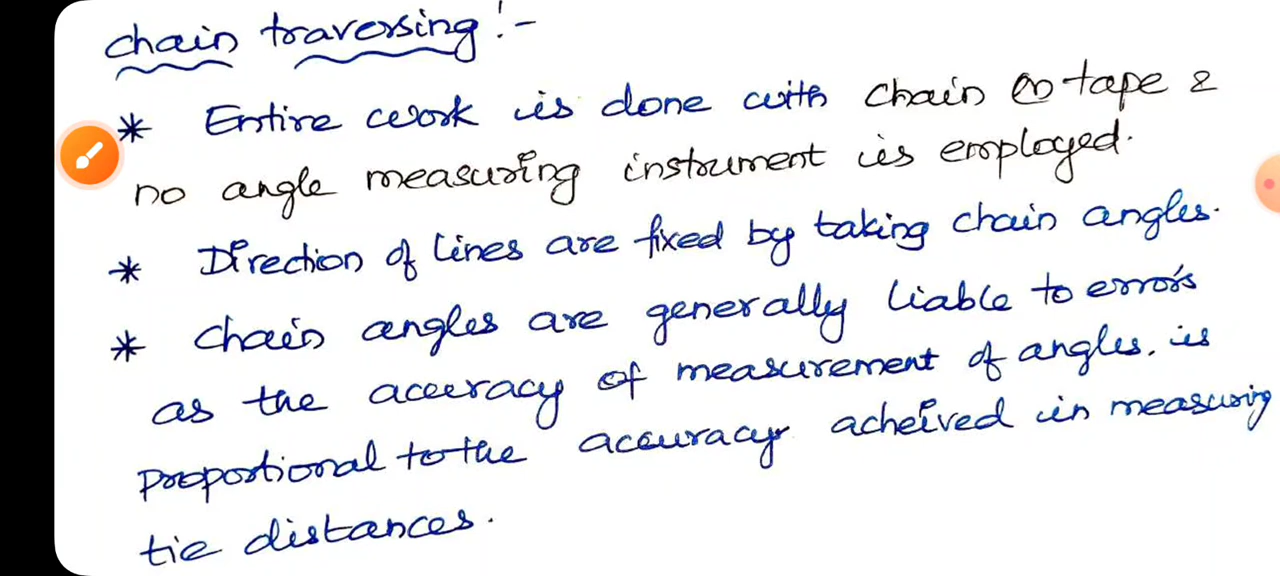 chain traversing :-
* Entire work is done with chain (or) tape &
no angle measuring instrument is employed.
* Direction of lines are fixed by taking chain angles.
* chain angles are generally liable to errors
as the accuracy of measurement of angles, is
proportional to the accuracy acheived in measuring
tie distances.